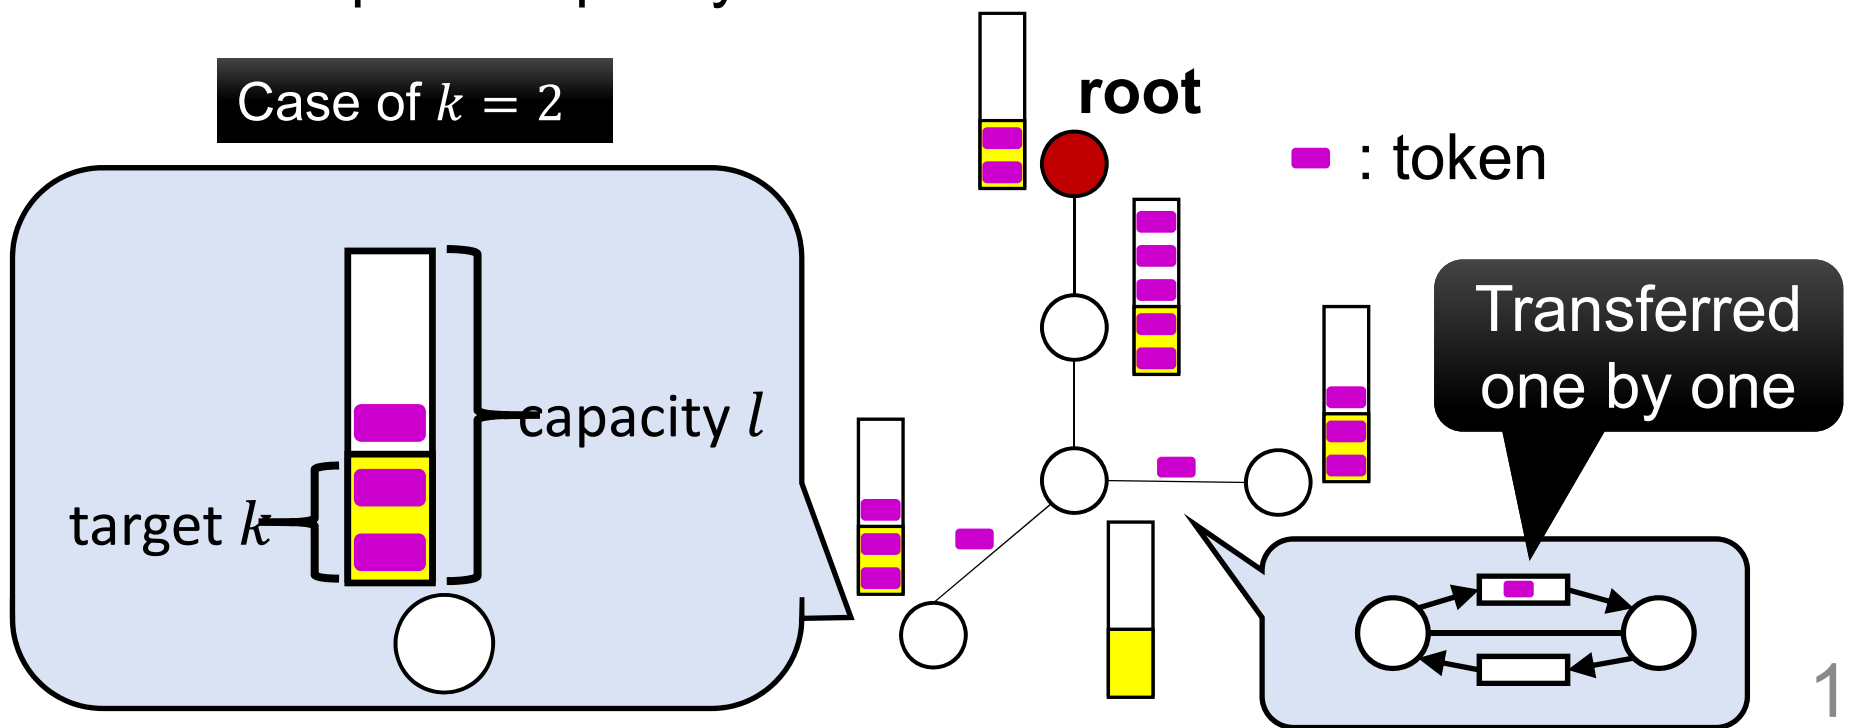 Case of k = 2
root
: token
Transferred
one by one
capacity l
target k
1